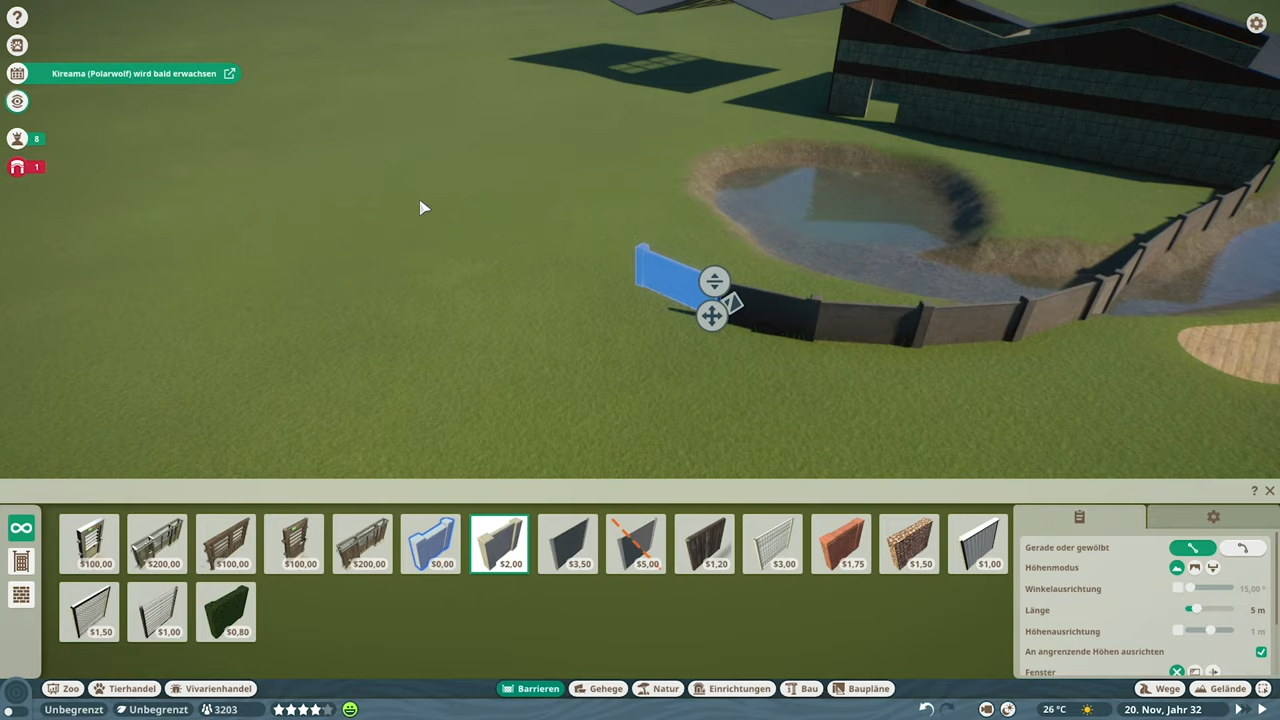 Kireama (Polarwolf) wird bald erwachsen
8
1
?
$100,00
$200,00
$100,00
$100,00
$200,00
$0,00
$2,00
$3,50
$5,00
$1,20
$3,00
$1,75
$1,50
$1,00
$1,50
$1,00
$0,80
Gerade oder gewölbt
Höhenmodus
Winkelausrichtung 15,00 °
Länge 5 m
Höhenausrichtung 1 m
An angrenzende Höhen ausrichten
Fenster
Zoo Tierhandel Vivarienhandel Barrieren Gehege Natur Einrichtungen Bau Baupläne Wege Gelände
Unbegrenzt Unbegrenzt 3203 26 °C 20. Nov, Jahr 32